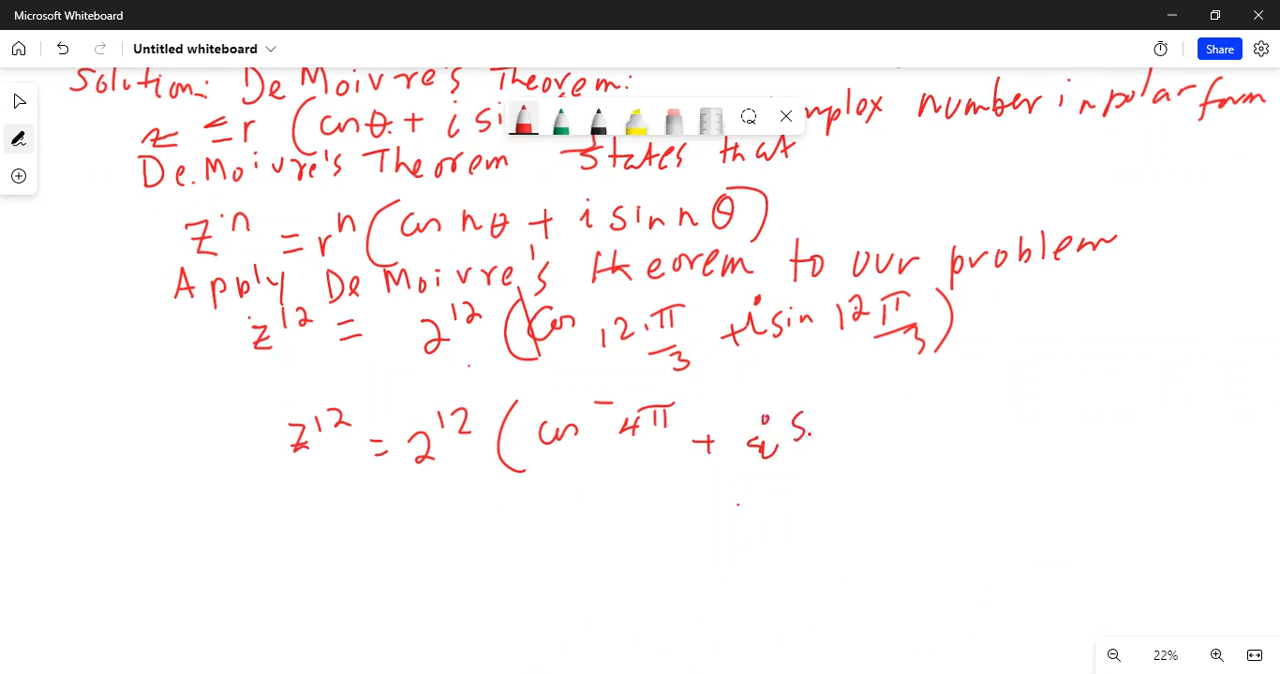 Microsoft Whiteboard
Untitled whiteboard
Share
Solution: De Moivre's Theorem:
z = r (cos θ + i si mplex number in polar form
De. Moivre's Theorem states that
z^n = r^n (cos n θ + i sin n θ)
Apply De Moivre's theorem to our problem
z^12 = 2^12 (cos 12·π/3 + i sin 12 π/3)
z^12 = 2^12 (cos 4π + i s
22%